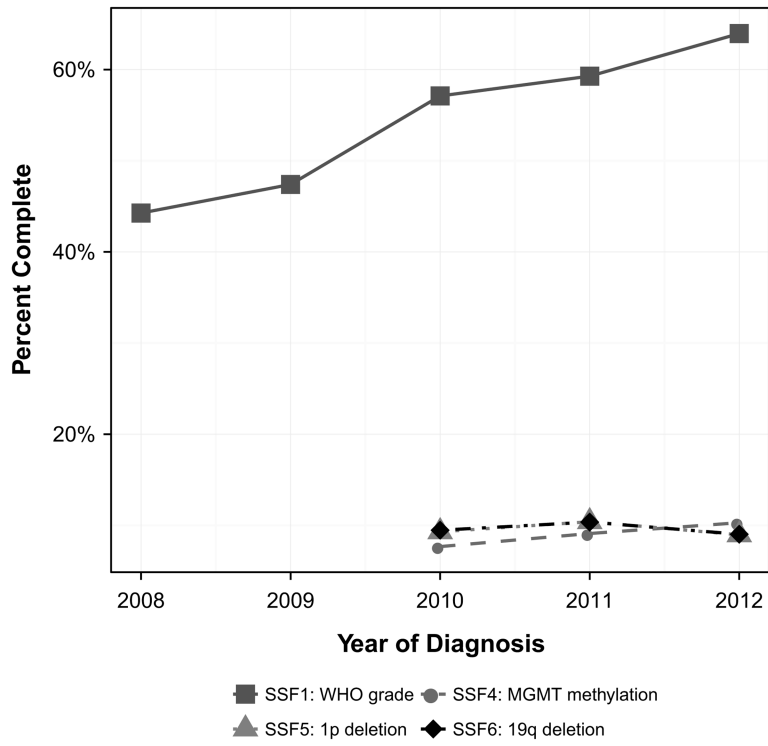 60%
40%
20%
Percent Complete
2008 2009 2010 2011 2012
Year of Diagnosis
SSF1: WHO grade SSF4: MGMT methylation
SSF5: 1p deletion SSF6: 19q deletion